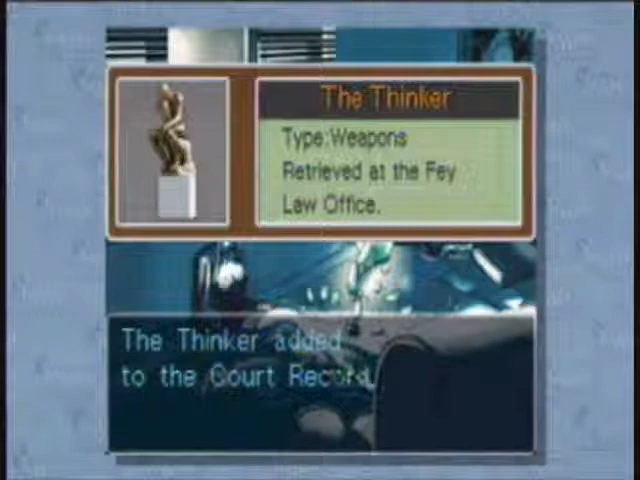 The Thinker
Type:Weapons
Retrieved at the Fey
Law Office.
The Thinker added
to the Court Record.